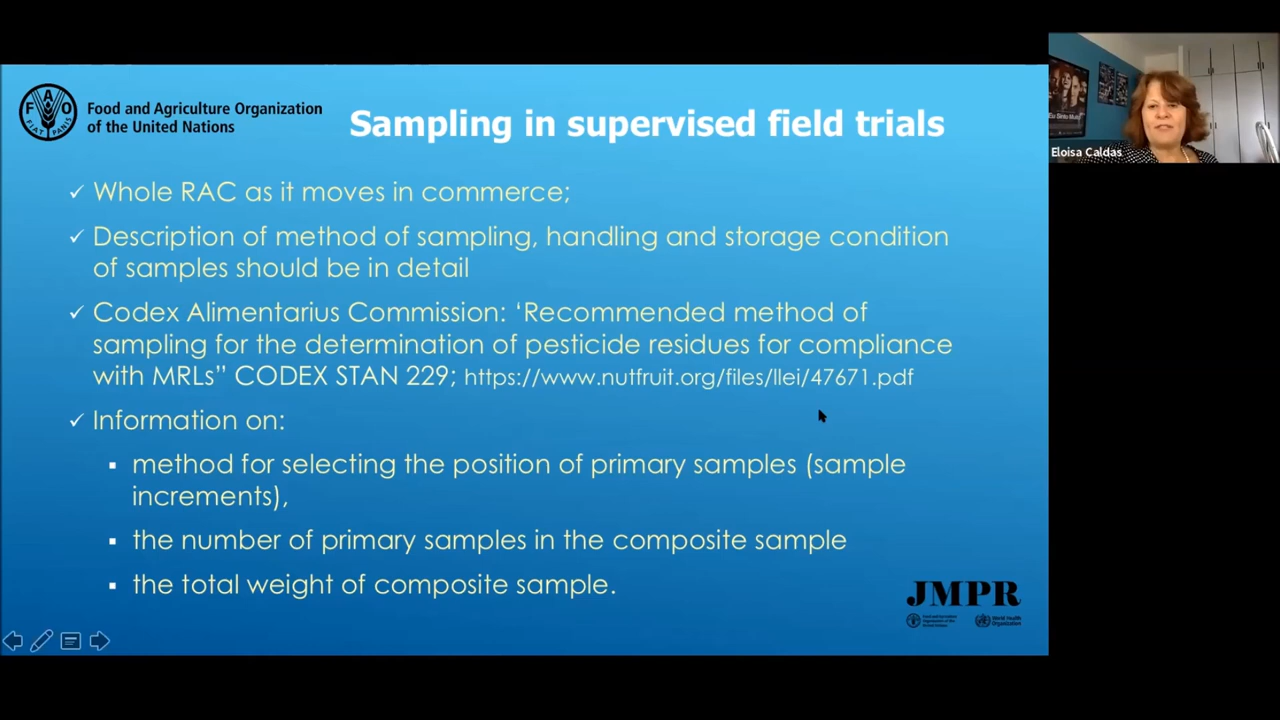 Food and Agriculture Organization
of the United Nations
Sampling in supervised field trials
Eloisa Caldas
✓ Whole RAC as it moves in commerce;
✓ Description of method of sampling, handling and storage condition
of samples should be in detail
✓ Codex Alimentarius Commission: ‘Recommended method of
sampling for the determination of pesticide residues for compliance
with MRLs” CODEX STAN 229; https://www.nutfruit.org/files/llei/47671.pdf
✓ Information on:
▪ method for selecting the position of primary samples (sample
increments),
▪ the number of primary samples in the composite sample
▪ the total weight of composite sample.
JMPR
World Health
Organization